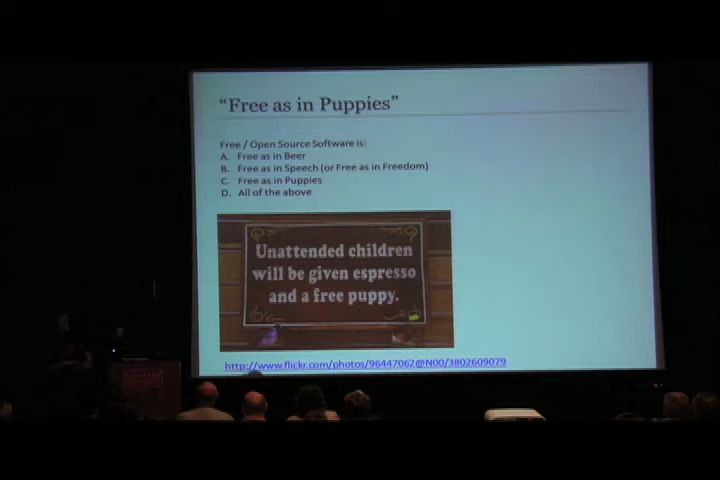 “Free as in Puppies”
Free / Open Source Software is:
A. Free as in Beer
B. Free as in Speech (or Free as in Freedom)
C. Free as in Puppies
D. All of the above
Unattended children
will be given espresso
and a free puppy.
http://www.flickr.com/photos/96447062@N00/3802609079